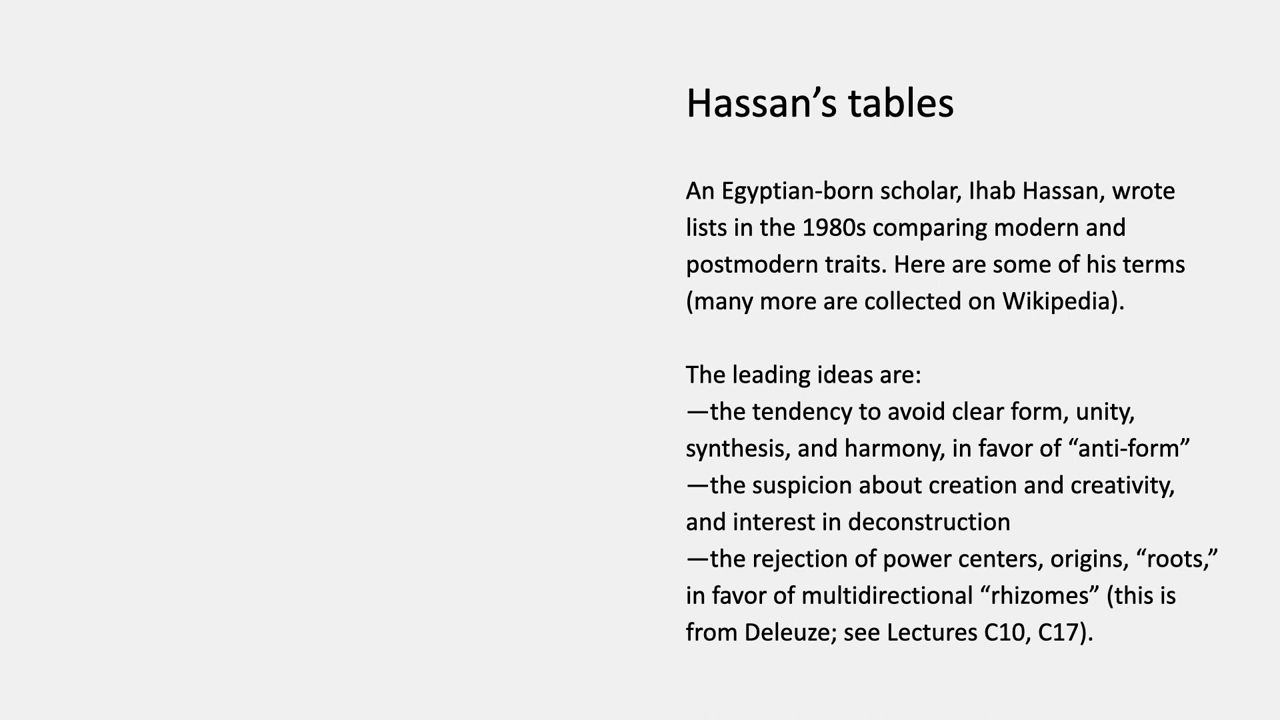 Hassan’s tables
An Egyptian-born scholar, Ihab Hassan, wrote
lists in the 1980s comparing modern and
postmodern traits. Here are some of his terms
(many more are collected on Wikipedia).
The leading ideas are:
—the tendency to avoid clear form, unity,
synthesis, and harmony, in favor of “anti-form”
—the suspicion about creation and creativity,
and interest in deconstruction
—the rejection of power centers, origins, “roots,”
in favor of multidirectional “rhizomes” (this is
from Deleuze; see Lectures C10, C17).